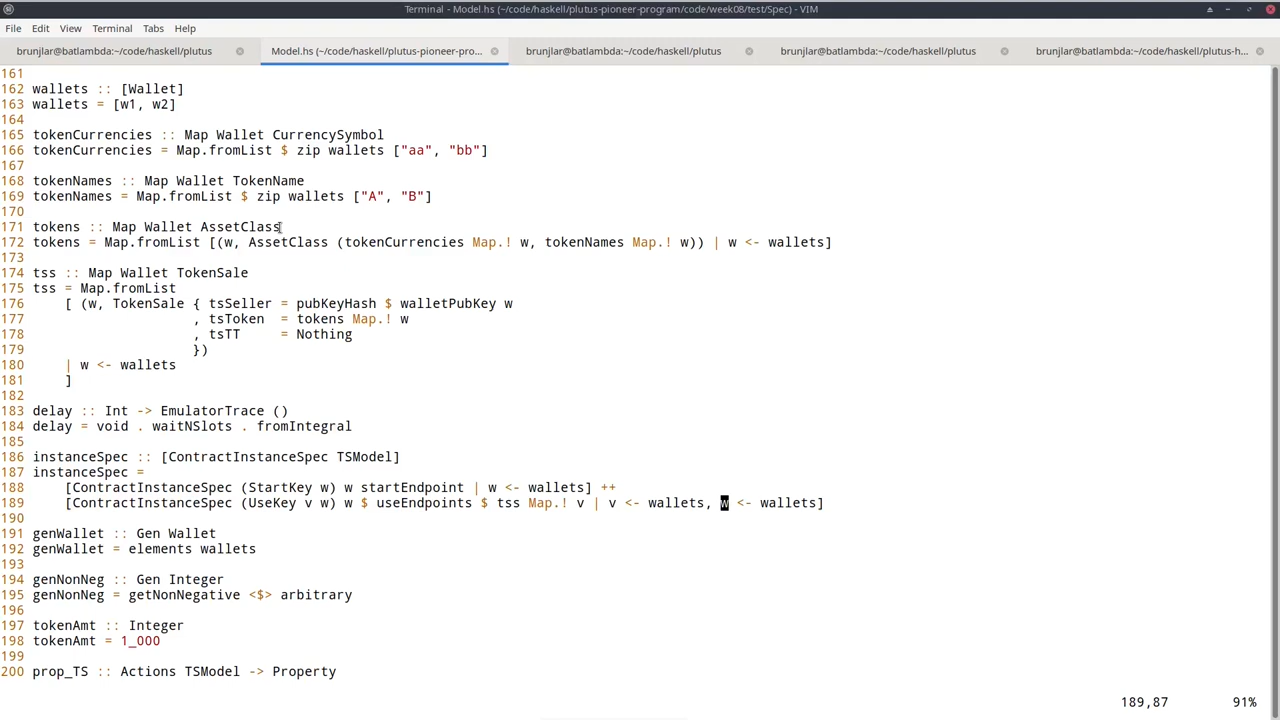 Terminal - Model.hs (~/code/haskell/plutus-pioneer-program/code/week08/test/Spec) - VIM
File Edit View Terminal Tabs Help
brunjlar@batlambda:~/code/haskell/plutus Model.hs (~/code/haskell/plutus-pioneer-pro... brunjlar@batlambda:~/code/haskell/plutus brunjlar@batlambda:~/code/haskell/plutus brunjlar@batlambda:~/code/haskell/plutus-h...
161
162 wallets :: [Wallet]
163 wallets = [w1, w2]
164
165 tokenCurrencies :: Map Wallet CurrencySymbol
166 tokenCurrencies = Map.fromList $ zip wallets ["aa", "bb"]
167
168 tokenNames :: Map Wallet TokenName
169 tokenNames = Map.fromList $ zip wallets ["A", "B"]
170
171 tokens :: Map Wallet AssetClass
172 tokens = Map.fromList [(w, AssetClass (tokenCurrencies Map.! w, tokenNames Map.! w)) | w <- wallets]
173
174 tss :: Map Wallet TokenSale
175 tss = Map.fromList
176     [ (w, TokenSale { tsSeller = pubKeyHash $ walletPubKey w
177                     , tsToken  = tokens Map.! w
178                     , tsTT     = Nothing
179                     })
180     | w <- wallets
181     ]
182
183 delay :: Int -> EmulatorTrace ()
184 delay = void . waitNSlots . fromIntegral
185
186 instanceSpec :: [ContractInstanceSpec TSModel]
187 instanceSpec =
188     [ContractInstanceSpec (StartKey w) w startEndpoint | w <- wallets] ++
189     [ContractInstanceSpec (UseKey v w) w $ useEndpoints $ tss Map.! v | v <- wallets, w <- wallets]
190
191 genWallet :: Gen Wallet
192 genWallet = elements wallets
193
194 genNonNeg :: Gen Integer
195 genNonNeg = getNonNegative <$> arbitrary
196
197 tokenAmt :: Integer
198 tokenAmt = 1_000
199
200 prop_TS :: Actions TSModel -> Property
189,87 91%